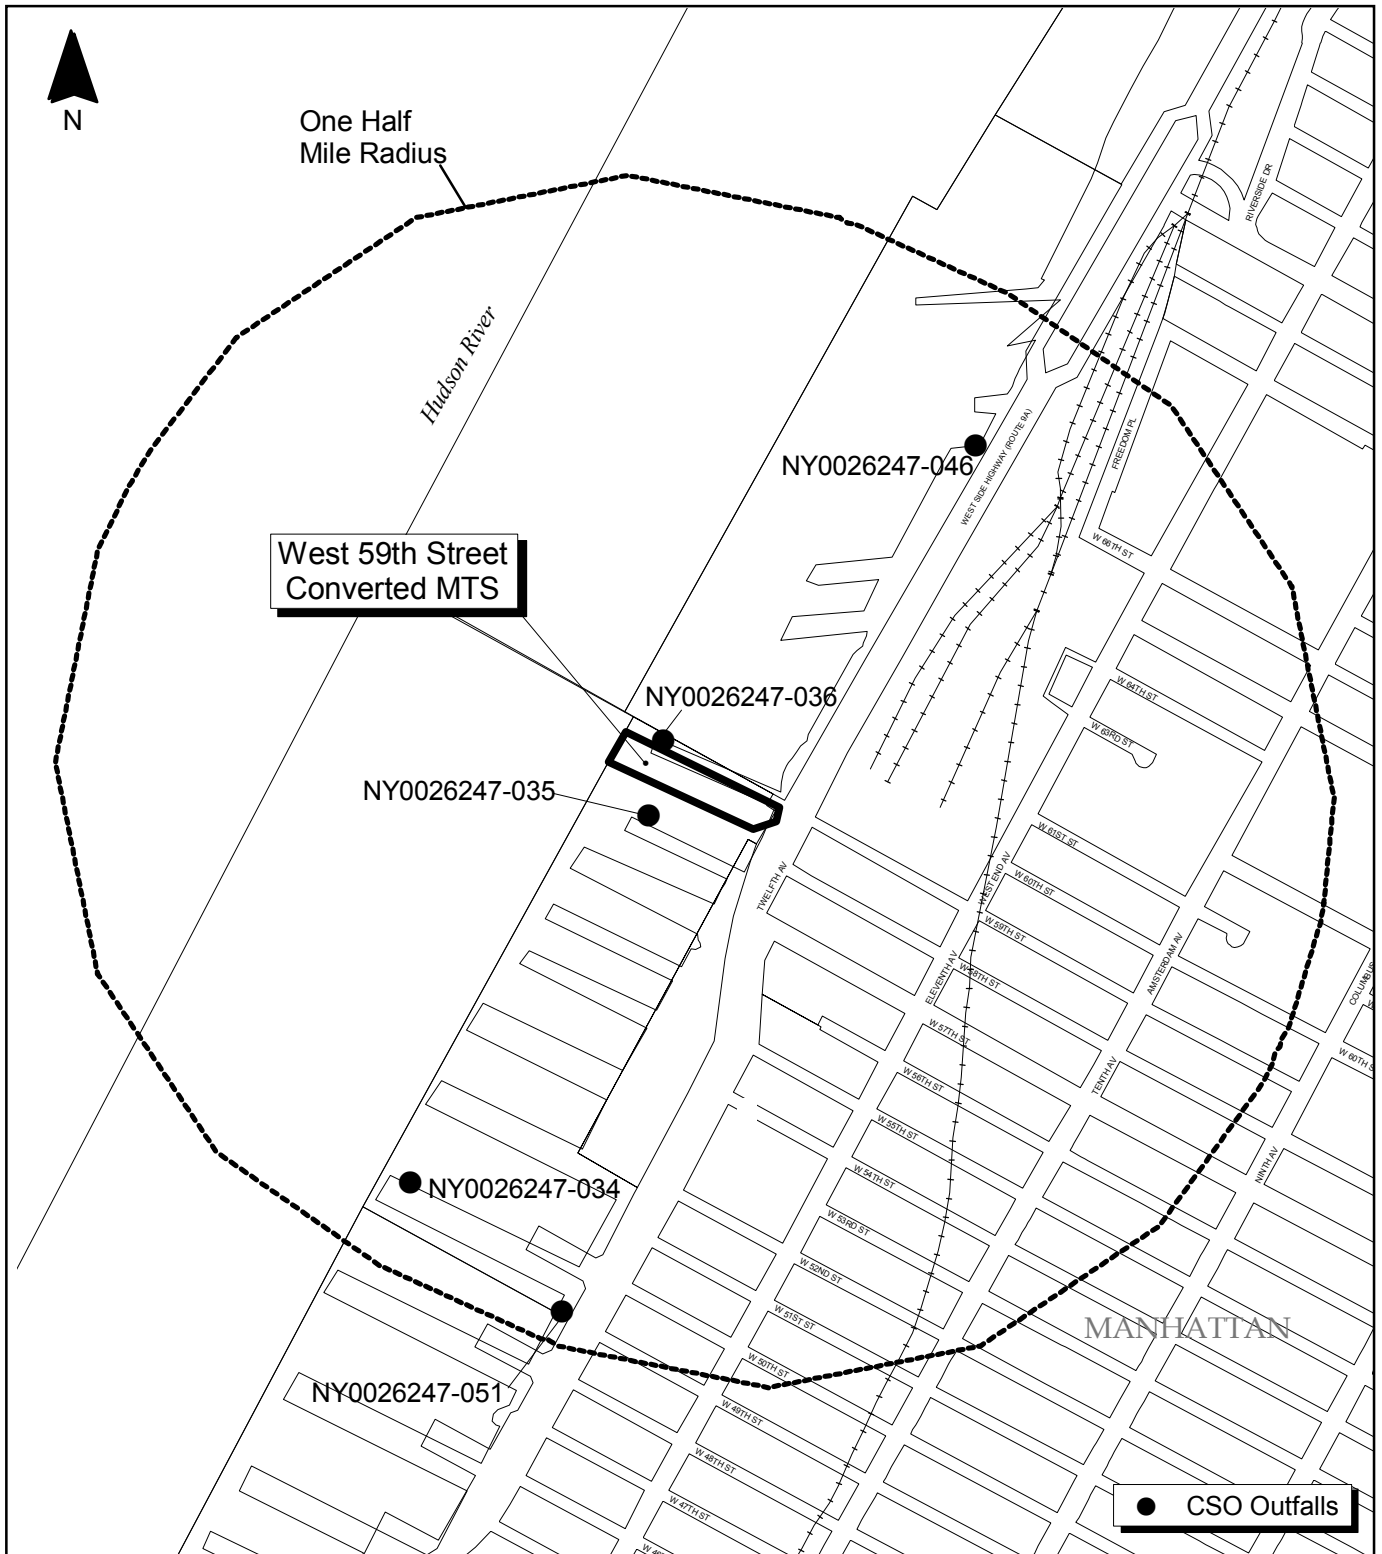 N
One Half
Mile Radius
RIVERSIDE DR
Hudson River
FREEDOM PL
WEST SIDE HIGHWAY (ROUTE 9A)
NY0026247-046
W 66TH ST
West 59th Street
Converted MTS
W 64TH ST
NY0026247-036
W 63RD ST
NY0026247-035
W 61ST ST
TWELFTH AV
WEST END AV
W 60TH ST
W 59TH ST
AMSTERDAM AV
ELEVENTH AV
W 58TH ST
COLUMBUS
W 57TH ST
W 60TH S
TENTH AV
W 56TH ST
W 55TH ST
NINTH AV
W 54TH ST
NY0026247-034
W 53RD ST
W 52ND ST
W 51ST ST
MANHATTAN
W 50TH ST
NY0026247-051
W 49TH ST
W 48TH ST
W 47TH ST
CSO Outfalls